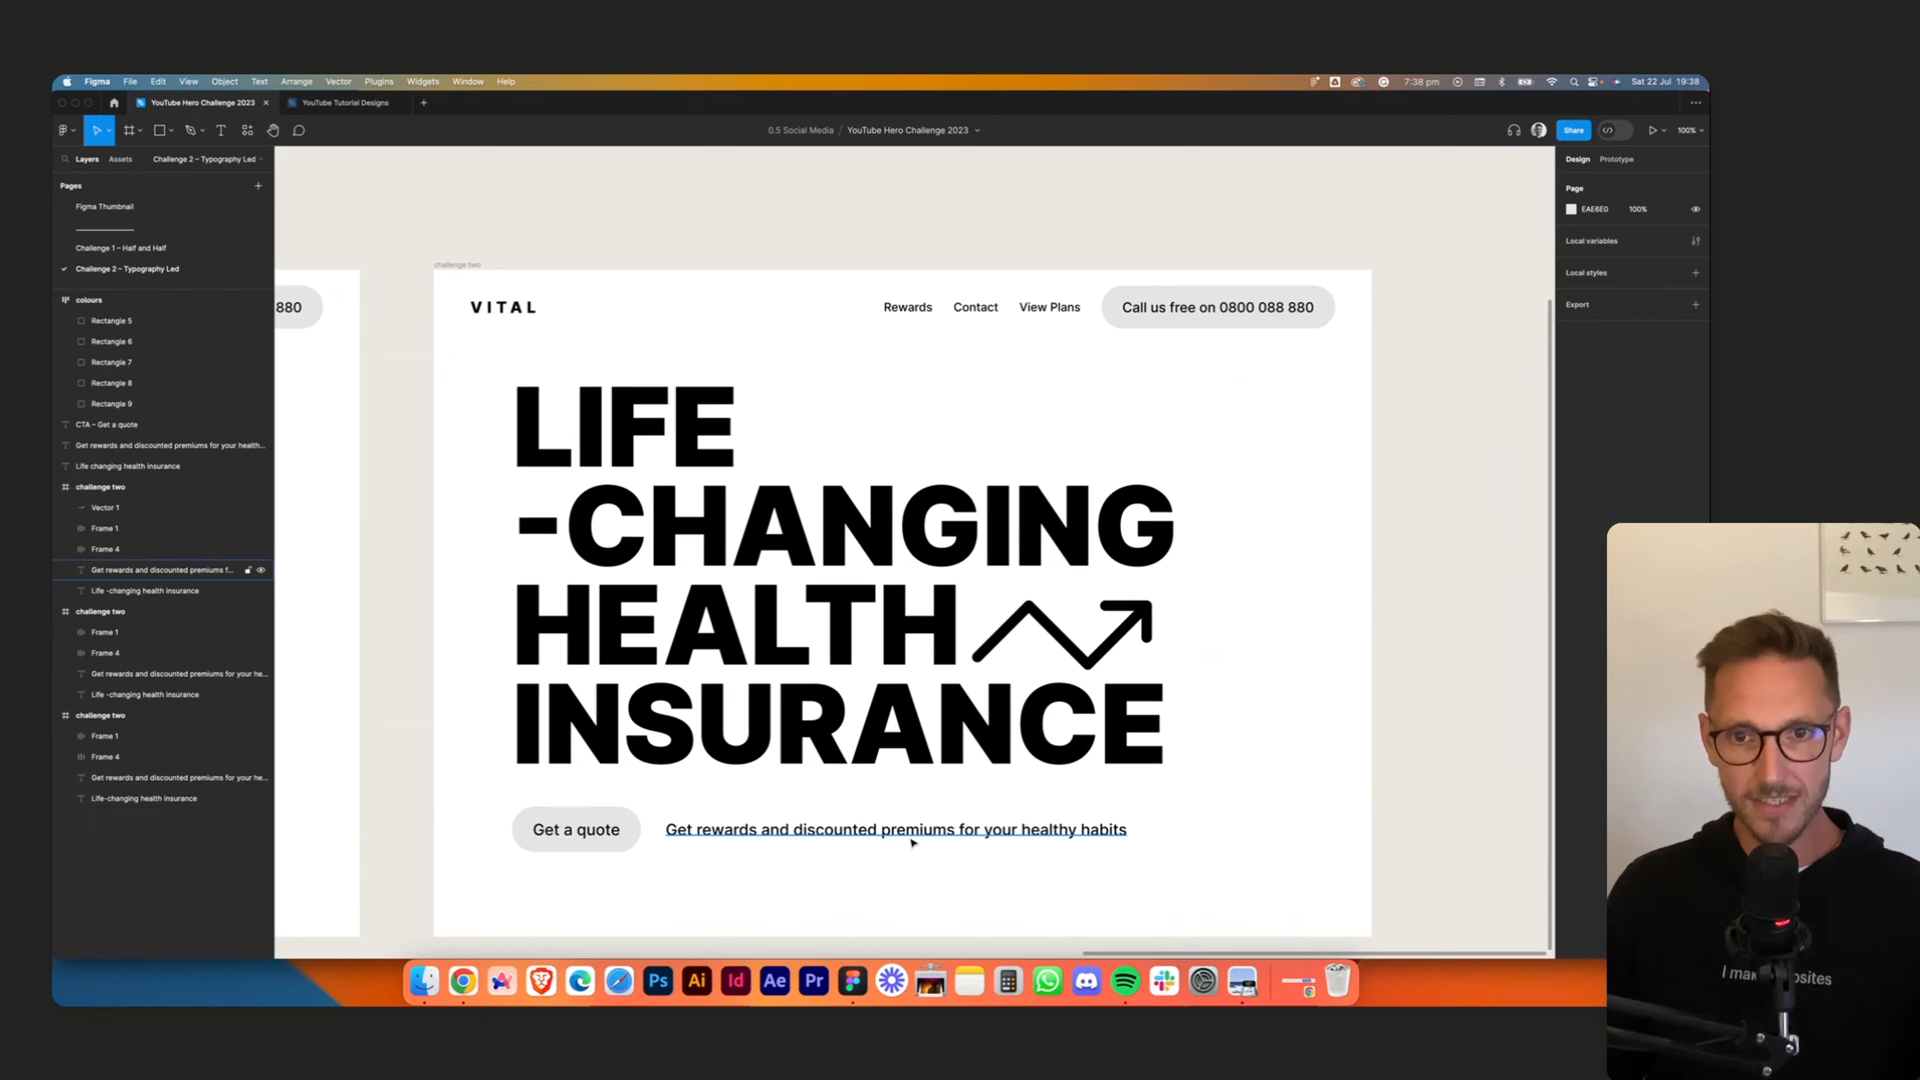 Figma File Edit View Object Text Arrange Vector Plugins Widgets Window Help
7:38 pm
Sat 22 Jul 19:38
YouTube Hero Challenge 2023
YouTube Tutorial Designs
0.5 Social Media / YouTube Hero Challenge 2023
Share
100%
Layers Assets Challenge 2 – Typography Led
Pages
Figma Thumbnail
Challenge 1 – Half and Half
Challenge 2 – Typography Led
colours
Rectangle 5
Rectangle 6
Rectangle 7
Rectangle 8
Rectangle 9
CTA – Get a quote
Get rewards and discounted premiums for your health...
Life changing health insurance
challenge two
Vector 1
Frame 1
Frame 4
Get rewards and discounted premiums f...
Life -changing health insurance
challenge two
Frame 1
Frame 4
Get rewards and discounted premiums for your he...
Life -changing health insurance
challenge two
Frame 1
Frame 4
Get rewards and discounted premiums for your he...
Life-changing health insurance
880
challenge two
VITAL
Rewards Contact View Plans Call us free on 0800 088 880
LIFE
-CHANGING
HEALTH
INSURANCE
Get a quote Get rewards and discounted premiums for your healthy habits
Design Prototype
Page
EAE6E0 100%
Local variables
Local styles
Export
Ps Ai Id Ae Pr